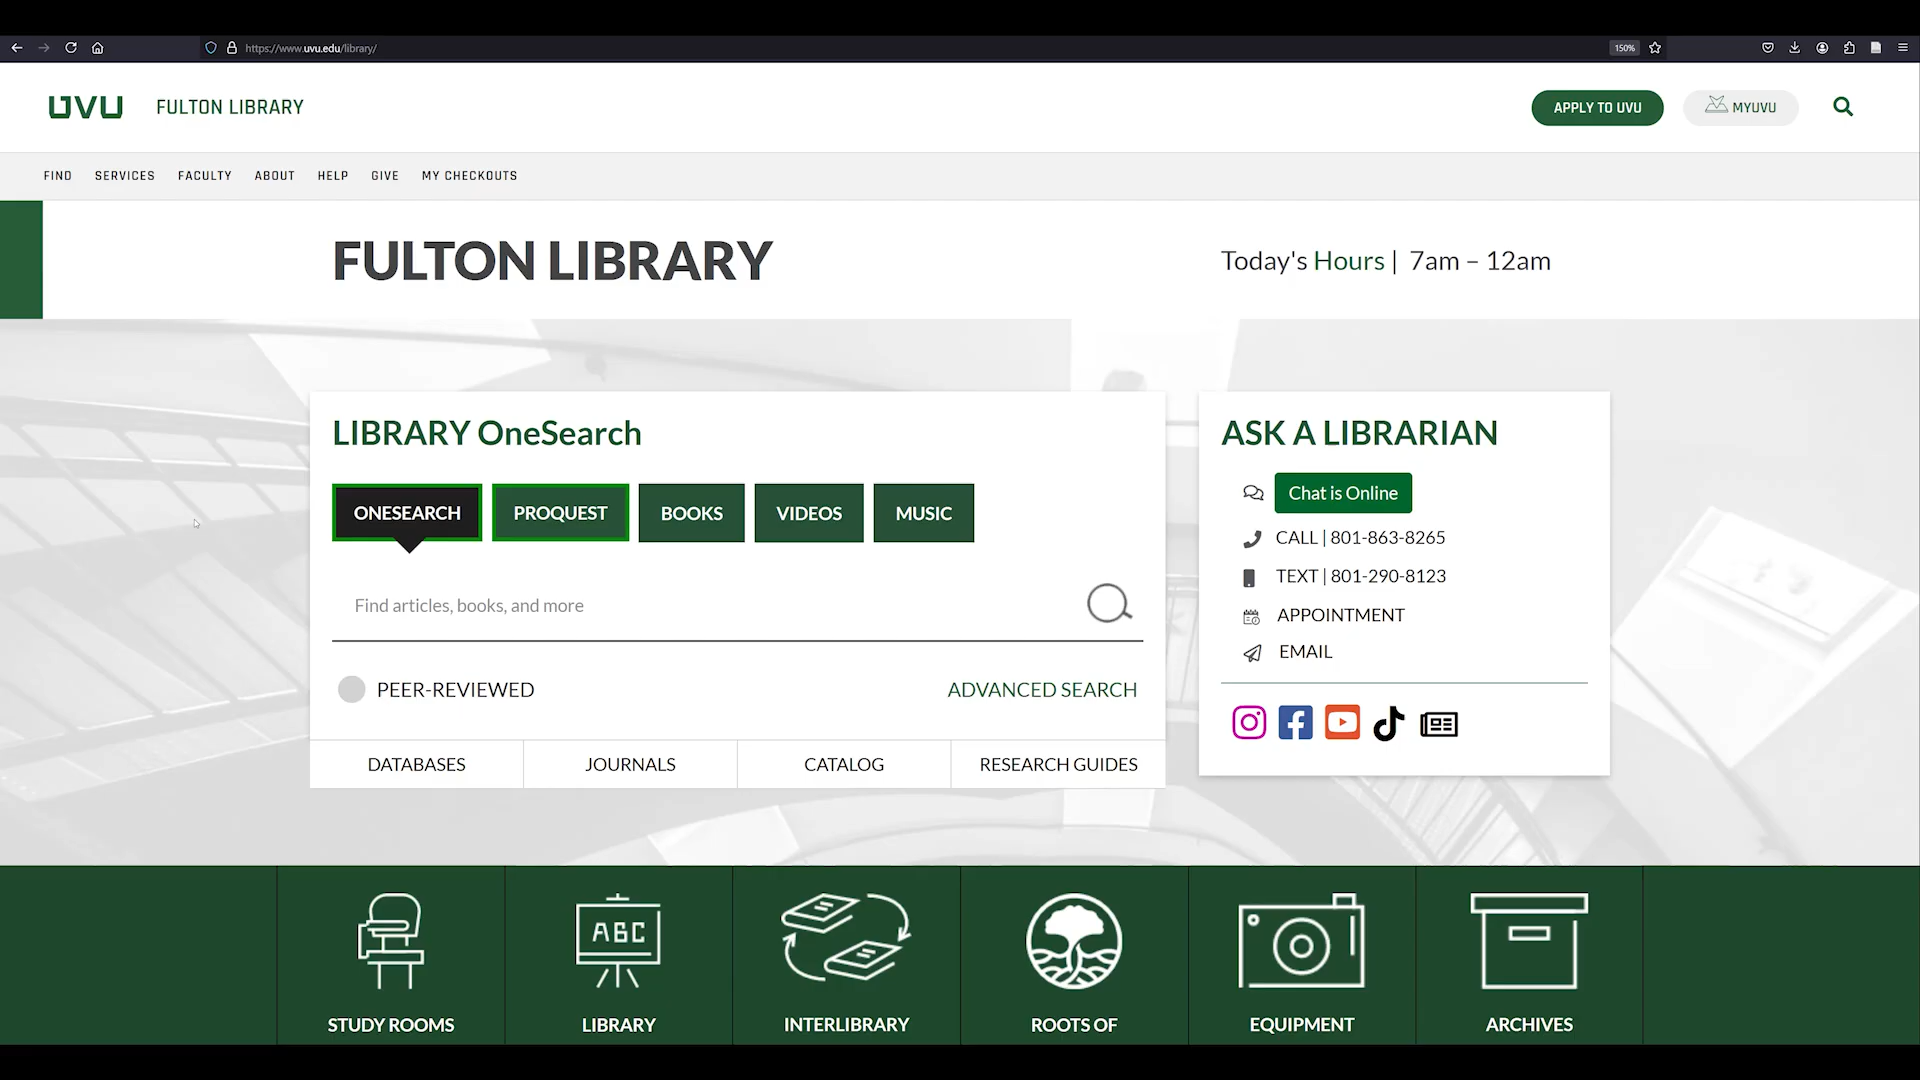 https://www.uvu.edu/library/
150%
UVU FULTON LIBRARY
APPLY TO UVU
MYUVU
FIND SERVICES FACULTY ABOUT HELP GIVE MY CHECKOUTS
FULTON LIBRARY
Today's Hours | 7am – 12am
LIBRARY OneSearch
ONESEARCH PROQUEST BOOKS VIDEOS MUSIC
Find articles, books, and more
PEER-REVIEWED
ADVANCED SEARCH
DATABASES JOURNALS CATALOG RESEARCH GUIDES
ASK A LIBRARIAN
Chat is Online
CALL | 801-863-8265
TEXT | 801-290-8123
APPOINTMENT
EMAIL
ABC
STUDY ROOMS LIBRARY INTERLIBRARY ROOTS OF EQUIPMENT ARCHIVES